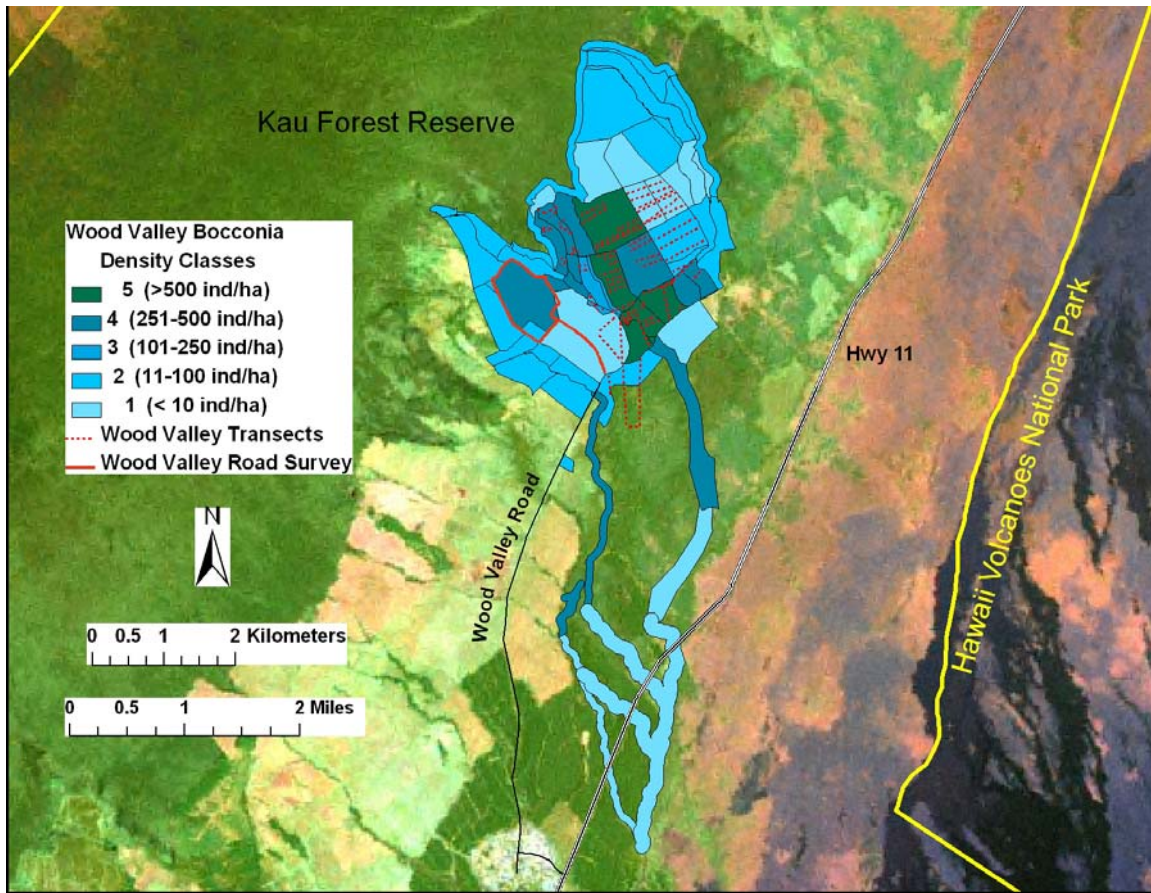 Kau Forest Reserve
Wood Valley Bocconia
Density Classes
5 (>500 ind/ha)
4 (251-500 ind/ha)
3 (101-250 ind/ha)
2 (11-100 ind/ha)
1 (< 10 ind/ha)
Wood Valley Transects
Wood Valley Road Survey
Hwy 11
Hawaii Volcanoes National Park
Wood Valley Road
N
0 0.5 1 2 Kilometers
0 0.5 1 2 Miles